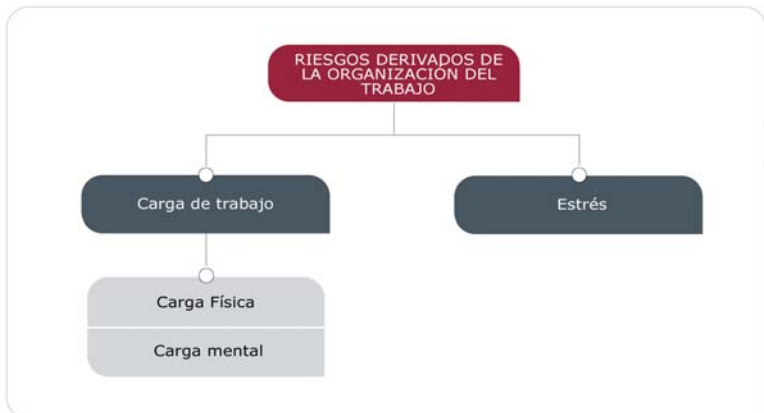 RIESGOS DERIVADOS DE
LA ORGANIZACIÓN DEL
TRABAJO
Carga de trabajo
Estrés
Carga Física
Carga mental